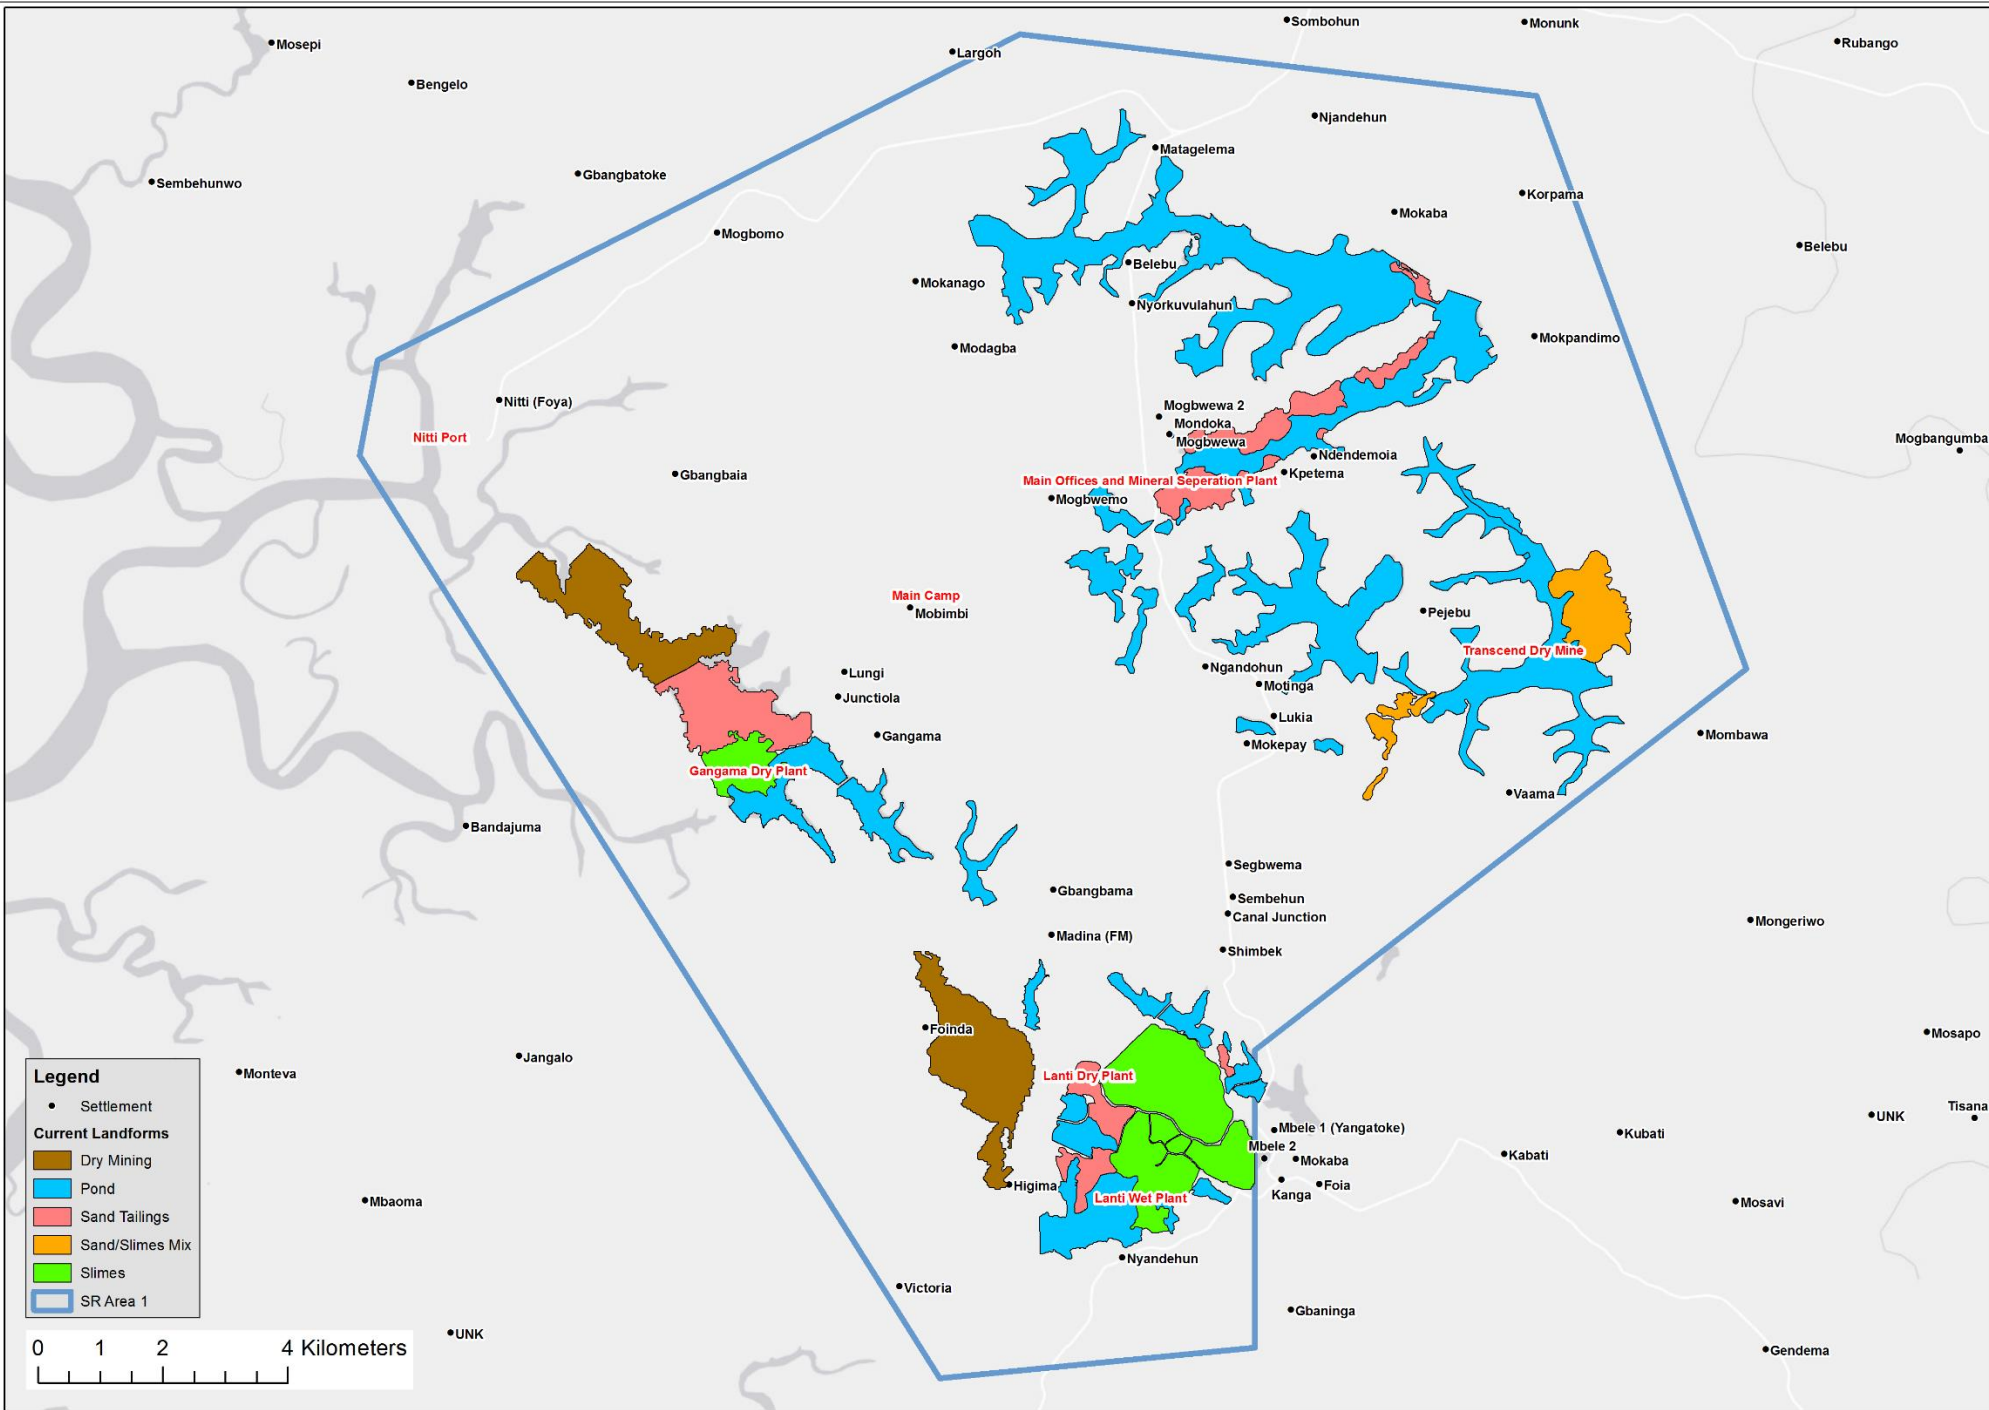 Sombohun
Monunk
Rubango
Mosepi
Largoh
Bengelo
Njandehun
Matagelema
Gbangbatoke
Sembehunwo
Korpama
Mokaba
Mogbomo
Belebu
Belebu
Mokanago
Nyorkuvulahun
Mokpandimo
Modagba
Nitti (Foya)
Mogbwewa 2
Mondoka
Mogbwewa
Nitti Port
Mogbangumba
Ndendemoia
Kpetema
Gbangbaia
Main Offices and Mineral Seperation Plant
Mogbwemo
Main Camp
Mobimbi
Pejebu
Transcend Dry Mine
Lungi
Ngandohun
Motinga
Junctiola
Lukia
Gangama
Mokepay
Mombawa
Gangama Dry Plant
Vaama
Bandajuma
Segbwema
Gbangbama
Sembehun
Canal Junction
Mongeriwo
Madina (FM)
Shimbek
Foinda
Mosapo
Jangalo
Monteva
Lanti Dry Plant
Tisana
UNK
Mbele 1 (Yangatoke)
Kubati
Mbele 2
Mokaba
Kabati
Higima
Foia
Kanga
Lanti Wet Plant
Mbaoma
Mosavi
Nyandehun
Victoria
Gbaninga
UNK
Gendema
Legend
Settlement
Current Landforms
Dry Mining
Pond
Sand Tailings
Sand/Slimes Mix
Slimes
SR Area 1
0 1 2 4 Kilometers